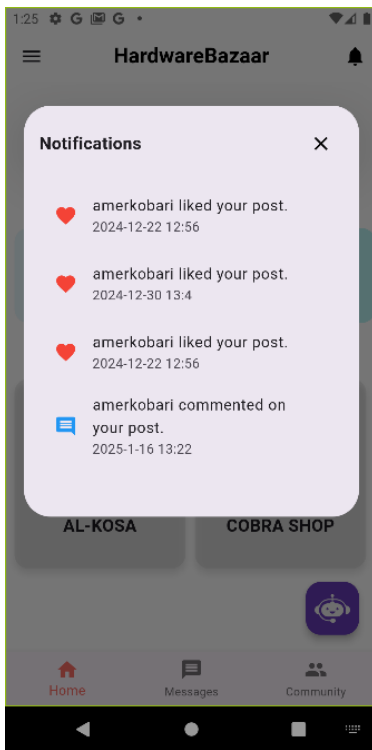 1:25
HardwareBazaar
Notifications
amerkobari liked your post.
2024-12-22 12:56
amerkobari liked your post.
2024-12-30 13:4
amerkobari liked your post.
2024-12-22 12:56
amerkobari commented on
your post.
2025-1-16 13:22
AL-KOSA
COBRA SHOP
Home
Messages
Community